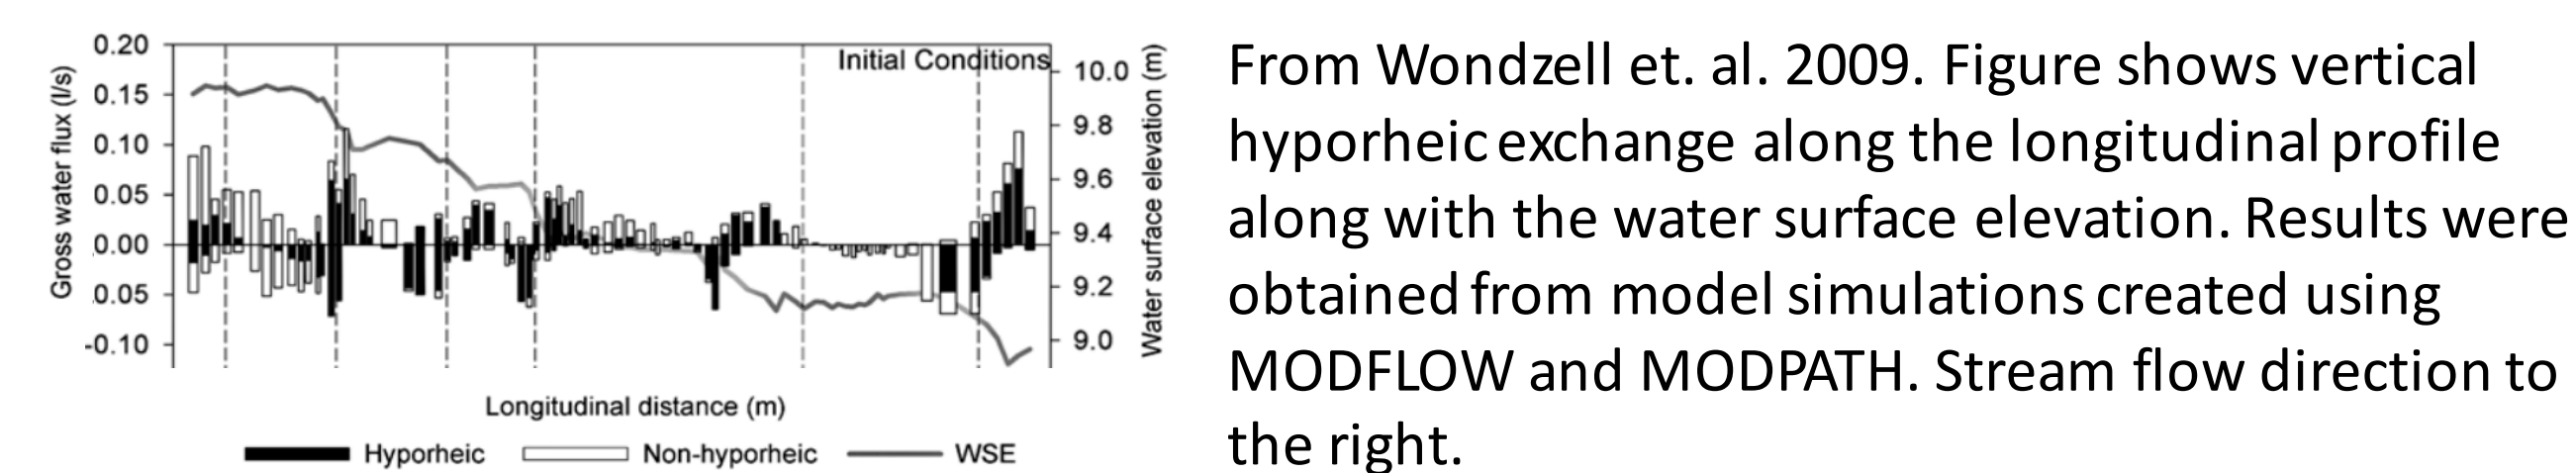 0.20
0.15
0.10
0.05
0.00
0.05
-0.10
Gross water flux (l/s)
Initial Conditions
10.0
9.8
9.6
9.4
9.2
9.0
Water surface elevation (m)
Longitudinal distance (m)
Hyporheic Non-hyporheic WSE
From Wondzell et. al. 2009. Figure shows vertical
hyporheic exchange along the longitudinal profile
along with the water surface elevation. Results were
obtained from model simulations created using
MODFLOW and MODPATH. Stream flow direction to
the right.